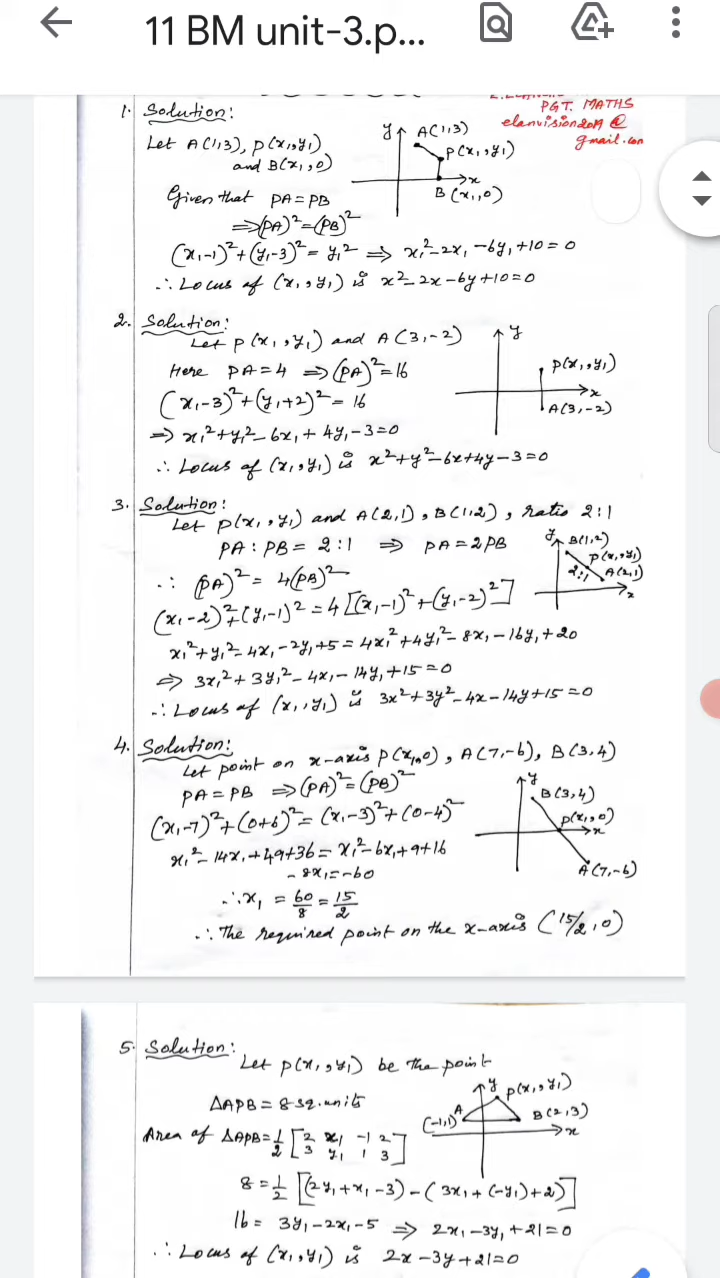 11 BM unit-3.p...
PGT. MATHS
elanvision2017@
gmail.com
1. Solution:
Let A(1,3), P(x₁,y₁)
and B(x₁,0)
y A(1,3)
P(x₁,y₁)
x
B(x₁,0)
Given that PA=PB
⇒(PA)²=(PB)²
(x₁-1)²+(y₁-3)²= y₁² ⇒ x₁²-2x₁-6y₁+10=0
∴ Locus of (x₁,y₁) is x²-2x-6y+10=0
2. Solution:
Let P(x₁,y₁) and A(3,-2)
y
P(x₁,y₁)
x
A(3,-2)
Here PA=4 ⇒(PA)²=16
(x₁-3)²+(y₁+2)²=16
⇒ x₁²+y₁²-6x₁+4y₁-3=0
∴ Locus of (x₁,y₁) is x²+y²-6x+4y-3=0
3. Solution:
Let P(x₁,y₁) and A(2,1), B(1,2), ratio 2:1
PA:PB= 2:1 ⇒ PA=2PB
y B(1,2)
P(x₁,y₁)
2:1 A(2,1)
x
∴ (PA)²= 4(PB)²
(x₁-2)²+(y₁-1)²=4[(x₁-1)²+(y₁-2)²]
x₁²+y₁²-4x₁-2y₁+5=4x₁²+4y₁²-8x₁-16y₁+20
⇒ 3x₁²+3y₁²-4x₁-14y₁+15=0
∴ Locus of (x₁,y₁) is 3x²+3y²-4x-14y+15=0
4. Solution:
Let point on x-axis P(x₁,0), A(7,-6), B(3,4)
PA=PB ⇒(PA)²=(PB)²
y
B(3,4)
P(x₁,0)
x
A(7,-6)
(x₁-7)²+(0+6)²=(x₁-3)²+(0-4)²
x₁²-14x₁+49+36=x₁²-6x₁+9+16
-8x₁=-60
∴x₁ = 60/8 = 15/2
∴ The required point on the x-axis (15/2,0)
5. Solution:
Let P(x₁,y₁) be the point
ΔAPB=8 sq.units
y P(x₁,y₁)
(-1,1) A
B(2,3)
x
Area of ΔAPB=1/2 [2 x₁ -1 2
3 y₁ 1 3]
8=1/2 [(2y₁+x₁-3)-(3x₁+(-y₁)+2)]
16= 3y₁-2x₁-5 ⇒ 2x₁-3y₁+21=0
∴ Locus of (x₁,y₁) is 2x-3y+21=0